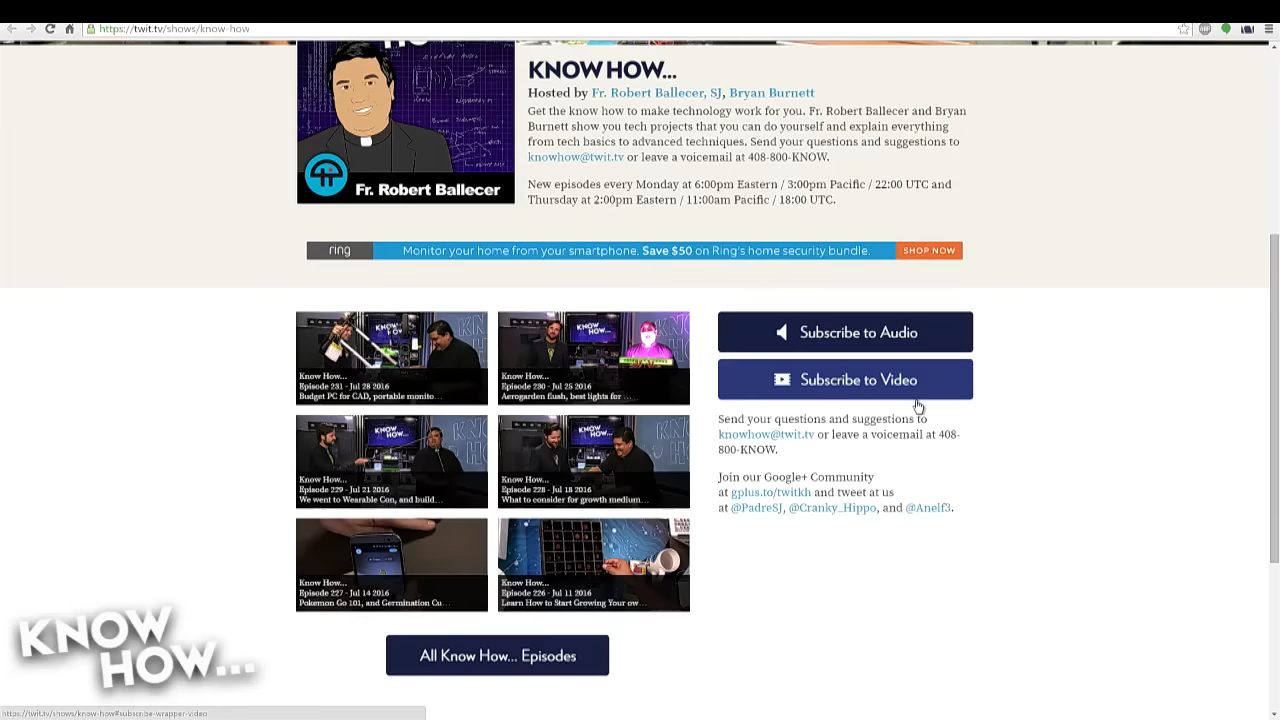 https://twit.tv/shows/know-how
KNOW HOW...
Hosted by Fr. Robert Ballecer, SJ, Bryan Burnett
Get the know how to make technology work for you. Fr. Robert Ballecer and Bryan
Burnett show you tech projects that you can do yourself and explain everything
from tech basics to advanced techniques. Send your questions and suggestions to
knowhow@twit.tv or leave a voicemail at 408-800-KNOW.
New episodes every Monday at 6:00pm Eastern / 3:00pm Pacific / 22:00 UTC and
Thursday at 2:00pm Eastern / 11:00am Pacific / 18:00 UTC.
Fr. Robert Ballecer
ring Monitor your home from your smartphone. Save $50 on Ring's home security bundle. SHOP NOW
Know How...
Episode 231 - Jul 28 2016
Budget PC for CAD, portable monito...
Know How...
Episode 230 - Jul 25 2016
Aerogarden flush, best lights for ...
Know How...
Episode 229 - Jul 21 2016
We went to Wearable Con, and build...
Know How...
Episode 228 - Jul 18 2016
What to consider for growth medium...
Know How...
Episode 227 - Jul 14 2016
Pokemon Go 101, and Germination Cu...
Know How...
Episode 226 - Jul 11 2016
Learn How to Start Growing Your ow...
All Know How... Episodes
Subscribe to Audio
Subscribe to Video
Send your questions and suggestions to
knowhow@twit.tv or leave a voicemail at 408-
800-KNOW.
Join our Google+ Community
at gplus.to/twitkh and tweet at us
at @PadreSJ, @Cranky_Hippo, and @Anelf3.
KNOW
HOW...
https://twit.tv/shows/know-how#subscribe-wrapper-video